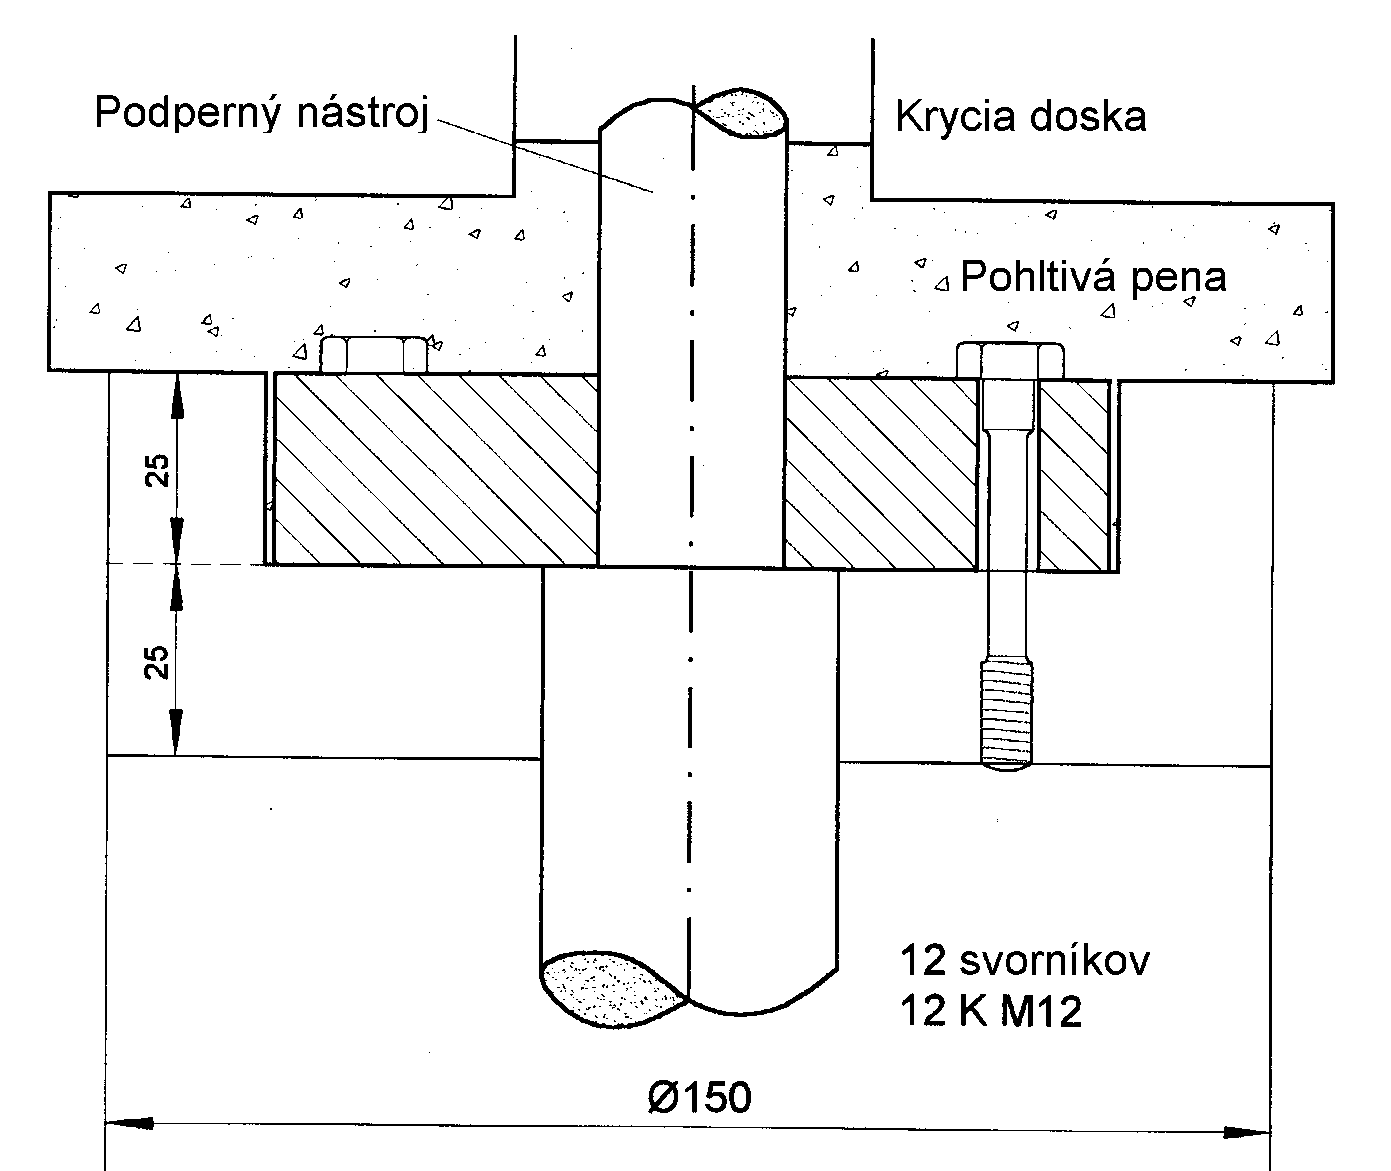 Podperný nástroj
Krycia doska
Pohltivá pena
25
25
12 svorníkov
12 K M12
Ø150